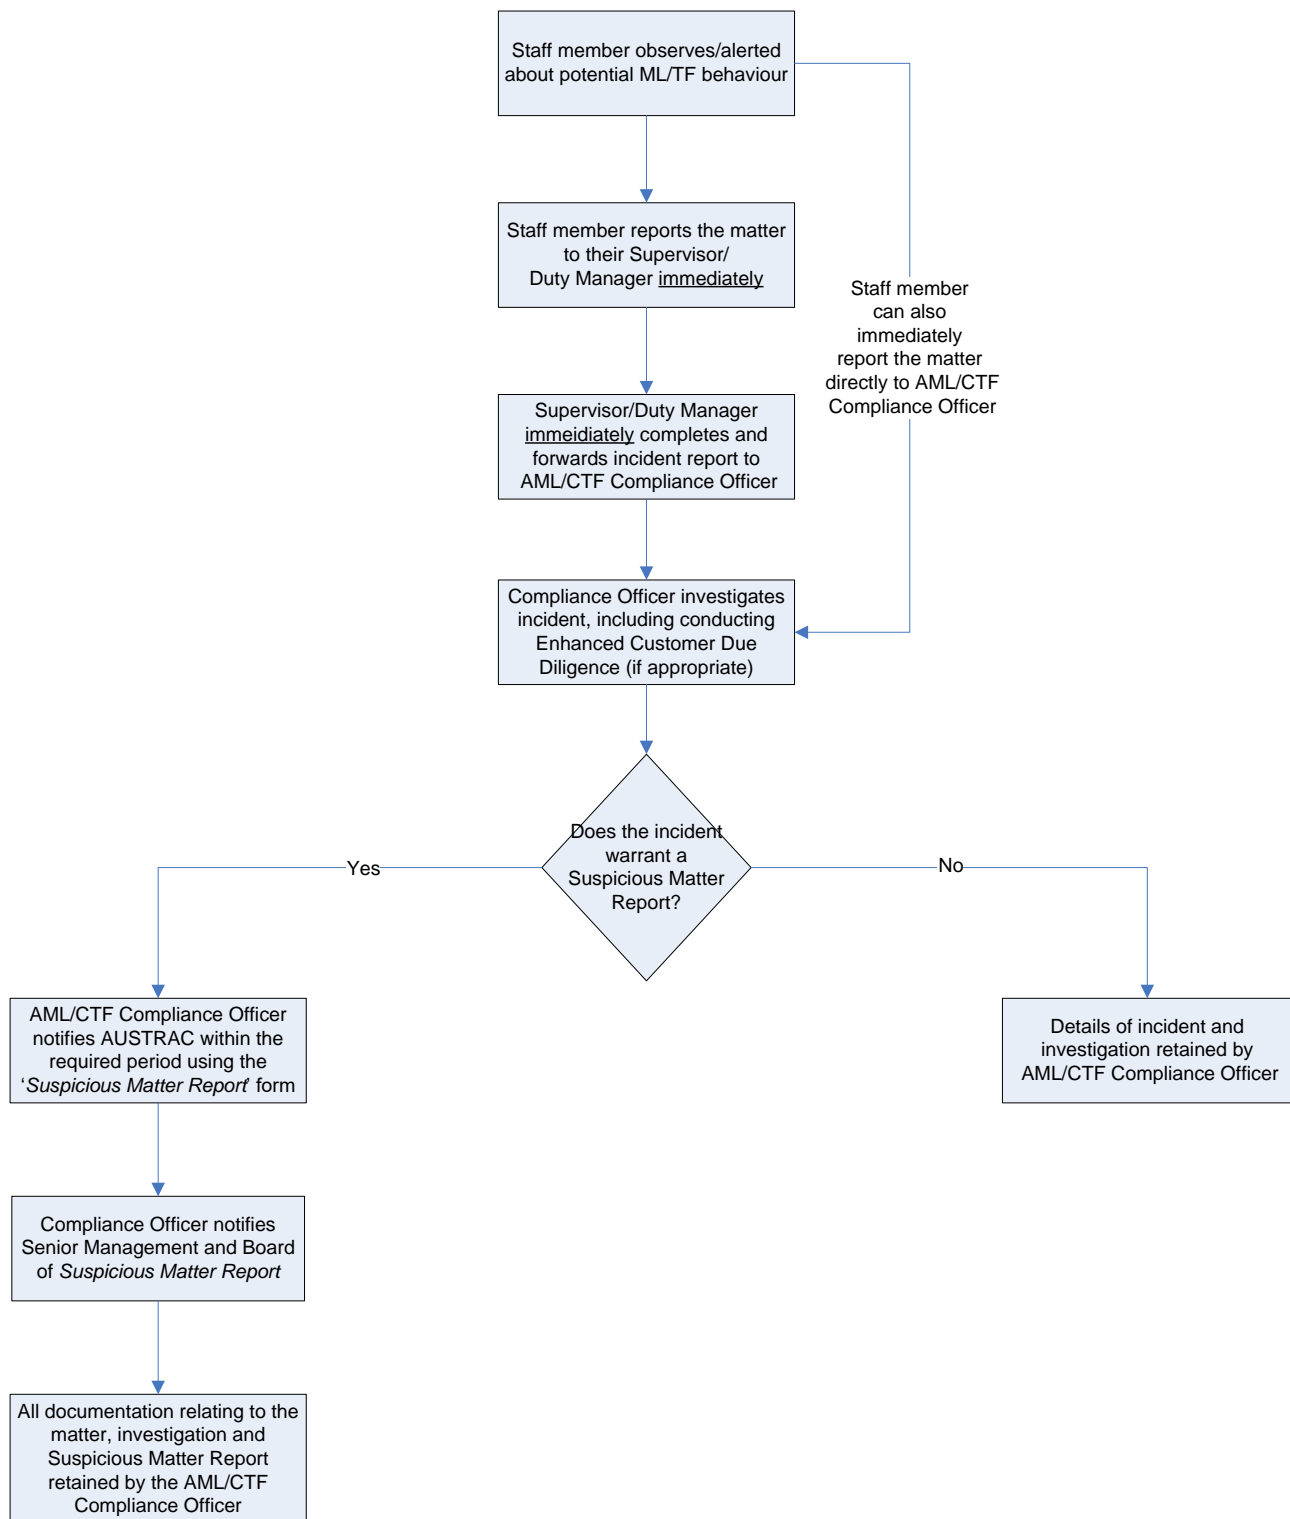 Staff member observes/alerted
about potential ML/TF behaviour
Staff member reports the matter
to their Supervisor/
Duty Manager immediately
Staff member
can also
immediately
report the matter
directly to AML/CTF
Compliance Officer
Supervisor/Duty Manager
immeidiately completes and
forwards incident report to
AML/CTF Compliance Officer
Compliance Officer investigates
incident, including conducting
Enhanced Customer Due
Diligence (if appropriate)
Does the incident
warrant a
Suspicious Matter
Report?
Yes
No
AML/CTF Compliance Officer
notifies AUSTRAC within the
required period using the
‘Suspicious Matter Report’ form
Details of incident and
investigation retained by
AML/CTF Compliance Officer
Compliance Officer notifies
Senior Management and Board
of Suspicious Matter Report
All documentation relating to the
matter, investigation and
Suspicious Matter Report
retained by the AML/CTF
Compliance Officer